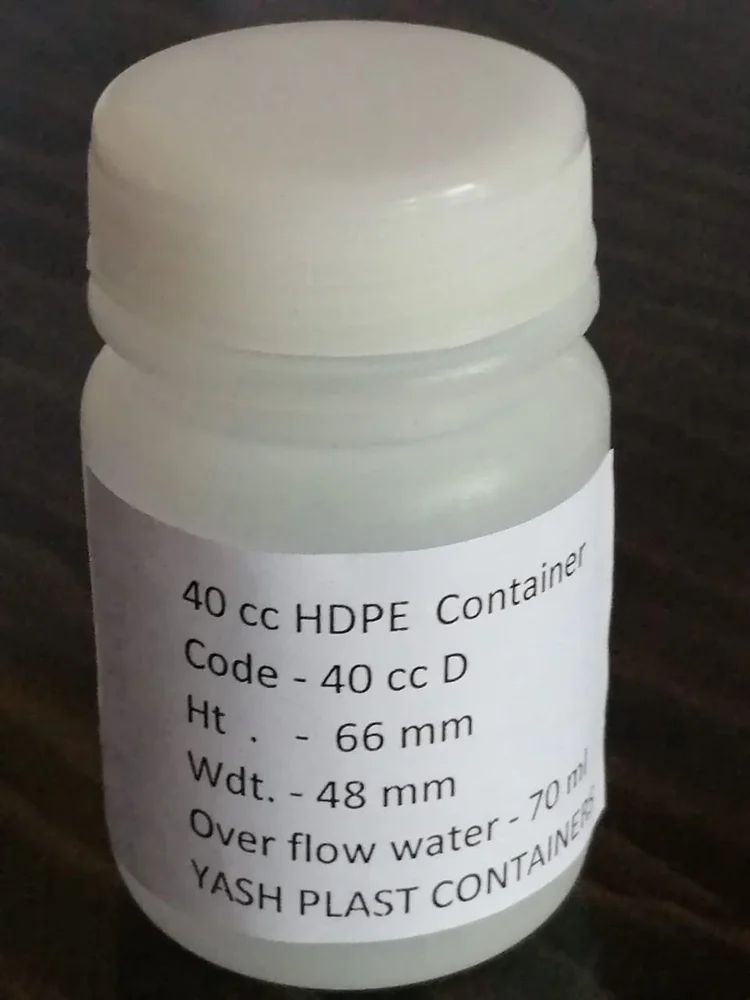 40 cc HDPE Container
Code - 40 cc D
Ht . - 66 mm
Wdt. - 48 mm
Over flow water - 70 ml
YASH PLAST CONTAINERS